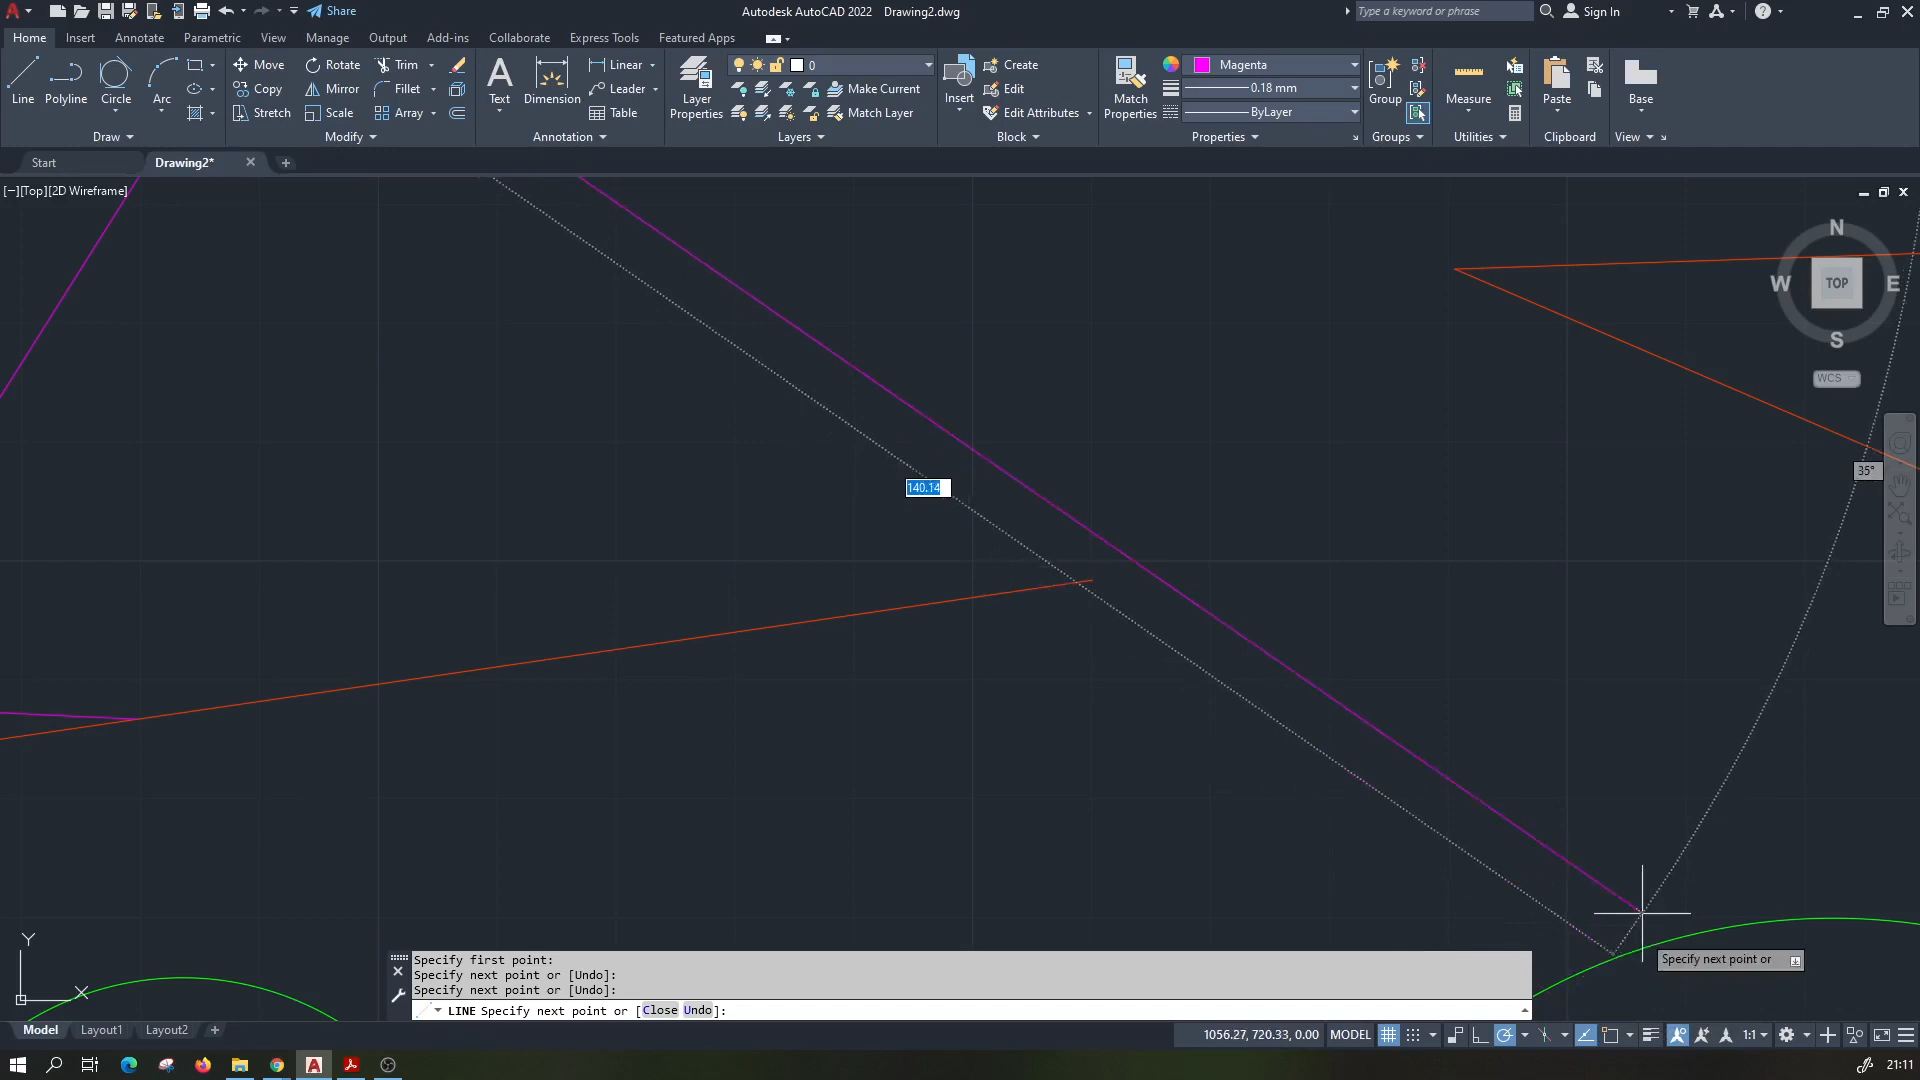 Share
Autodesk AutoCAD 2022 Drawing2.dwg
Type a keyword or phrase
Sign In
Home Insert Annotate Parametric View Manage Output Add-ins Collaborate Express Tools Featured Apps
Line
Polyline
Circle
Arc
Draw
Move Rotate Trim
Copy Mirror Fillet
Stretch Scale Array
Modify
Text
Dimension
Linear
Leader
Table
Annotation
Layer
Properties
0
Make Current
Match Layer
Layers
Insert
Create
Edit
Edit Attributes
Block
Match
Properties
Magenta
0.18 mm
ByLayer
Properties
Group
Groups
Measure
Utilities
Paste
Clipboard
Base
View
Start
Drawing2*
[−][Top][2D Wireframe]
N
W TOP E
S
WCS
35°
140.14
Y
X
Specify next point or
Specify first point:
Specify next point or [Undo]:
Specify next point or [Undo]:
LINE Specify next point or [Close Undo]:
Model Layout1 Layout2
1056.27, 720.33, 0.00 MODEL
1:1
21:11